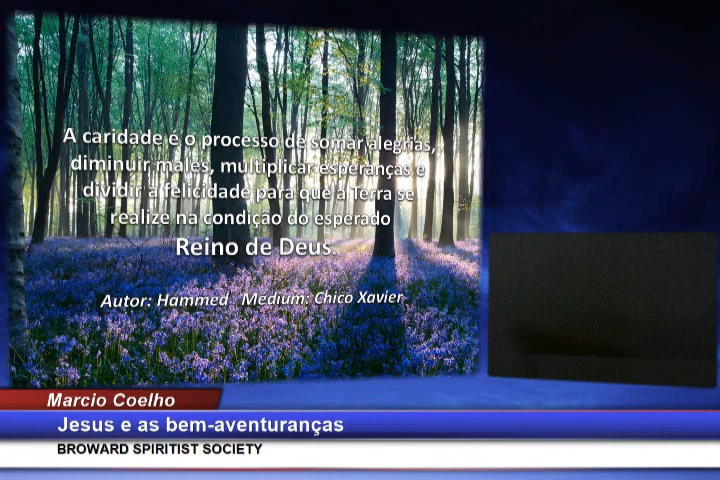 A caridade é o processo de somar alegrias,
diminuir males, multiplicar esperanças e
dividir a felicidade para que a Terra se
realize na condição do esperado
Reino de Deus.
Autor: Hammed Médium: Chico Xavier
Marcio Coelho
Jesus e as bem-aventuranças
BROWARD SPIRITIST SOCIETY